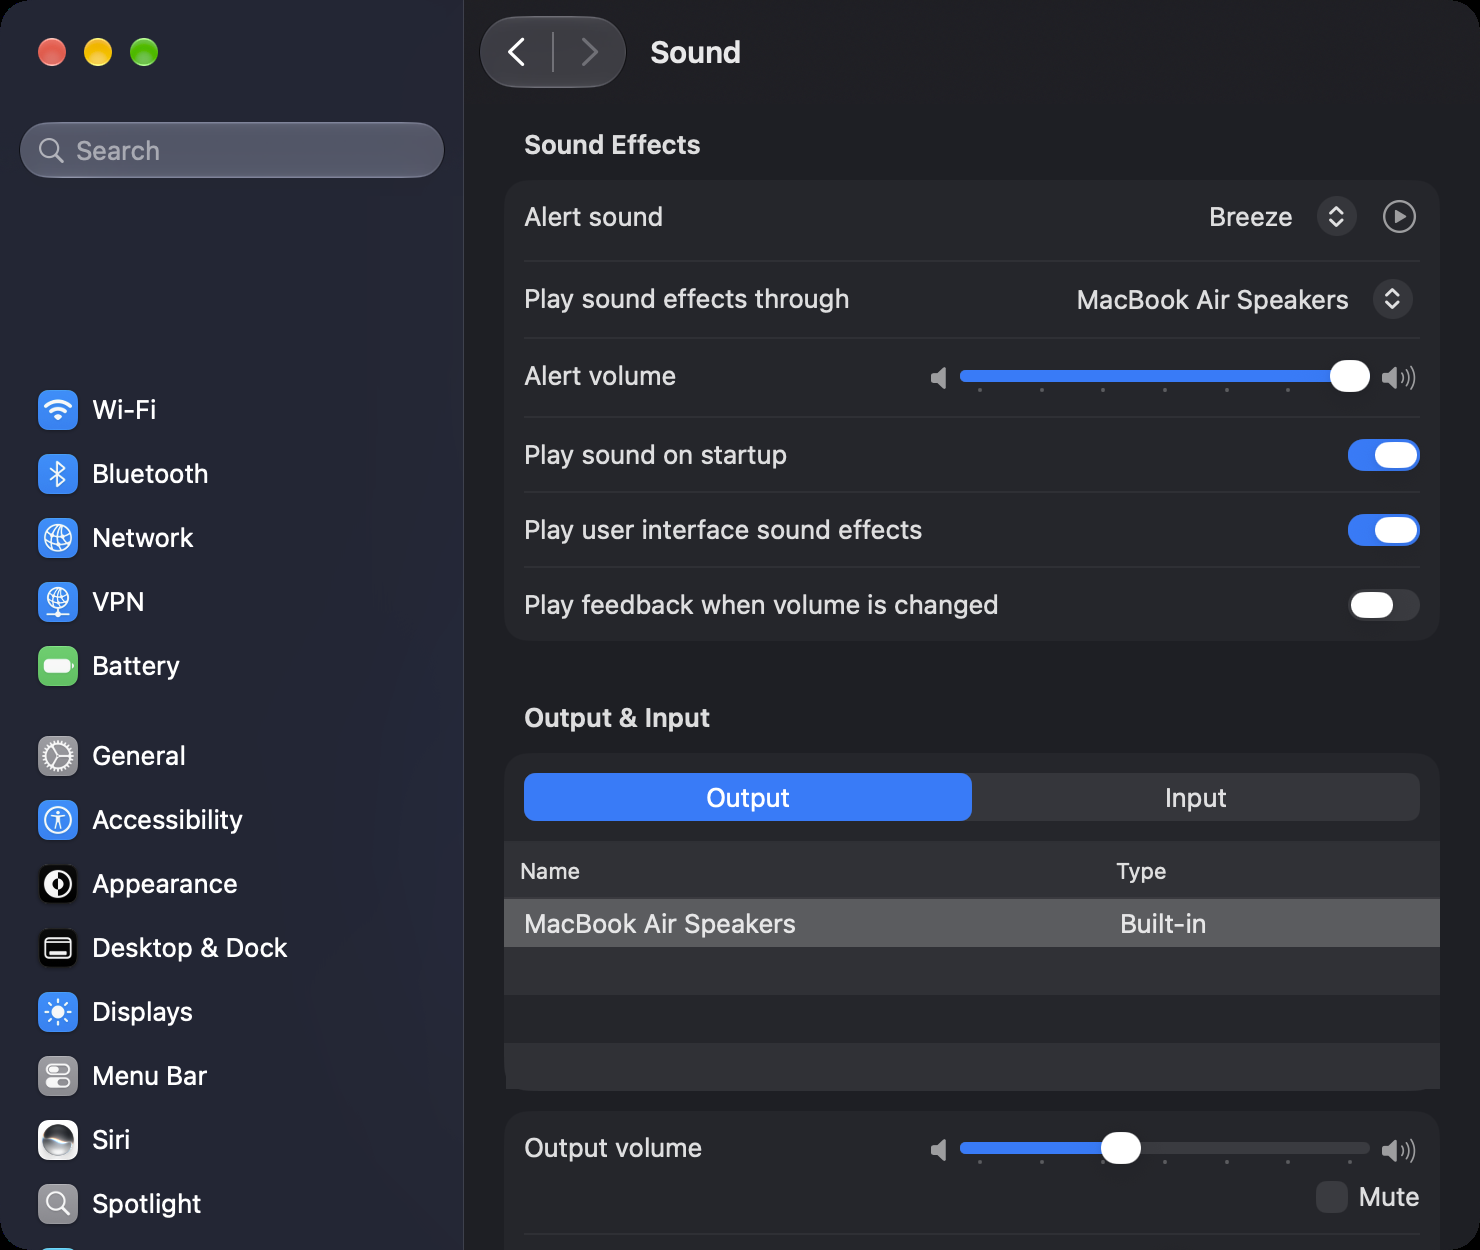 Sound
Search
Wi-Fi
Bluetooth
Network
VPN
Battery
General
Accessibility
Appearance
Desktop & Dock
Displays
Menu Bar
Siri
Spotlight
Sound Effects
Alert sound Breeze
Play sound effects through MacBook Air Speakers
Alert volume
Play sound on startup
Play user interface sound effects
Play feedback when volume is changed
Output & Input
Output Input
Name Type
MacBook Air Speakers Built-in
Output volume
Mute